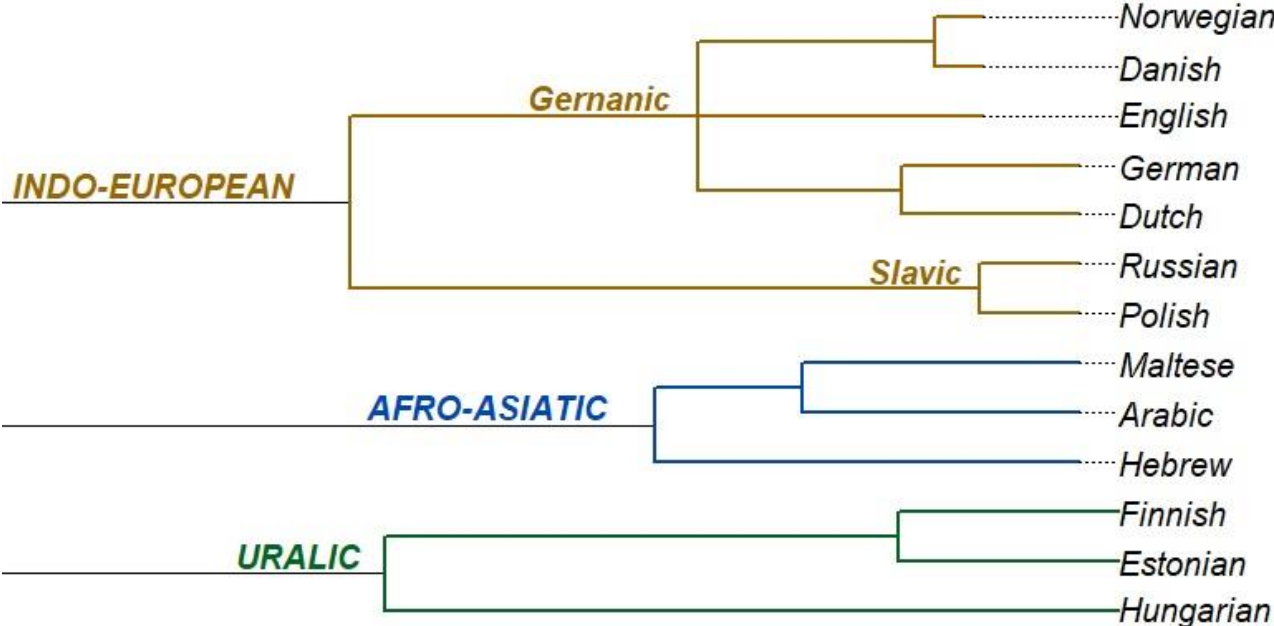 Norwegian
Danish
Gernanic
English
German
INDO-EUROPEAN
Dutch
Slavic
Russian
Polish
Maltese
AFRO-ASIATIC
Arabic
Hebrew
Finnish
URALIC
Estonian
Hungarian